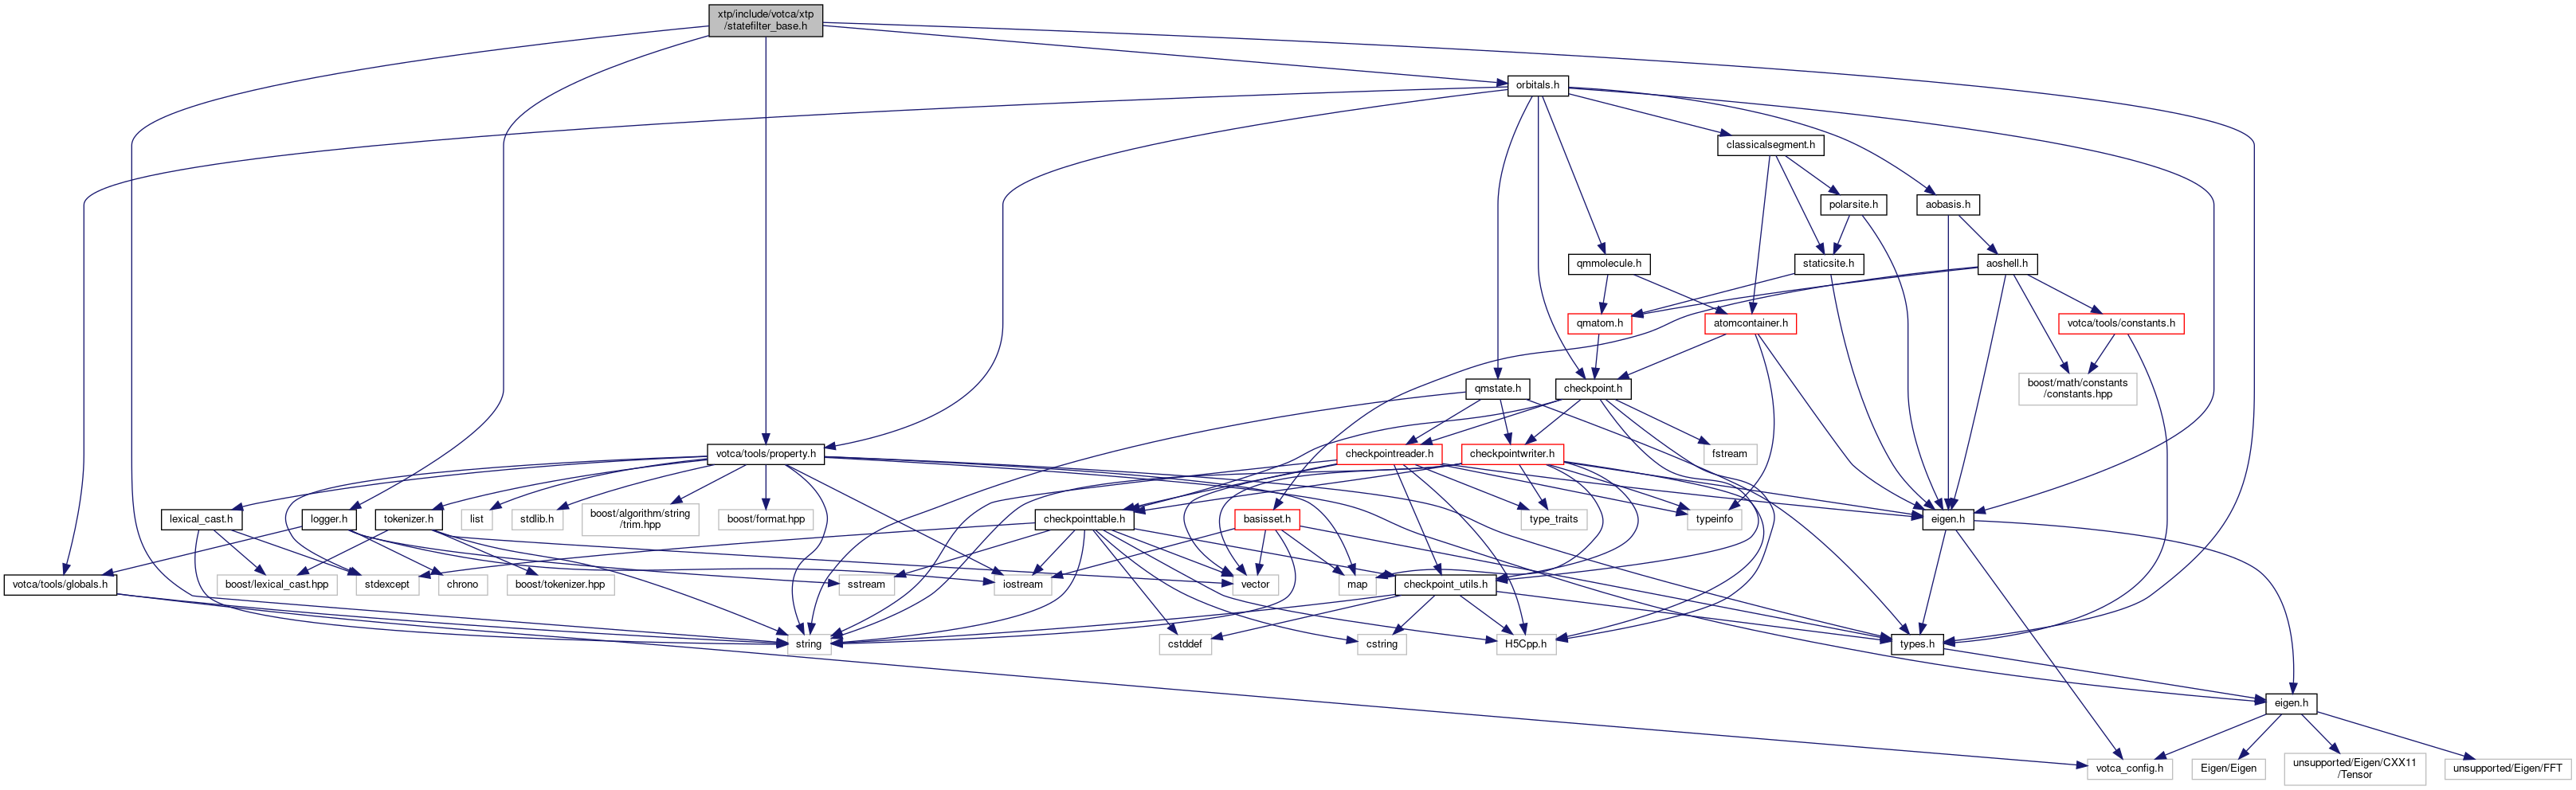 xtp/include/votca/xtp
/statefilter_base.h
orbitals.h
classicalsegment.h
polarsite.h
aobasis.h
qmmolecule.h
staticsite.h
aoshell.h
qmatom.h
atomcontainer.h
votca/tools/constants.h
qmstate.h
checkpoint.h
boost/math/constants
/constants.hpp
votca/tools/property.h
checkpointreader.h
checkpointwriter.h
fstream
lexical_cast.h
logger.h
tokenizer.h
list
stdlib.h
boost/algorithm/string
/trim.hpp
boost/format.hpp
checkpointtable.h
basisset.h
type_traits
typeinfo
eigen.h
votca/tools/globals.h
boost/lexical_cast.hpp
stdexcept
chrono
boost/tokenizer.hpp
sstream
iostream
vector
map
checkpoint_utils.h
string
cstddef
cstring
H5Cpp.h
types.h
eigen.h
votca_config.h
Eigen/Eigen
unsupported/Eigen/CXX11
/Tensor
unsupported/Eigen/FFT